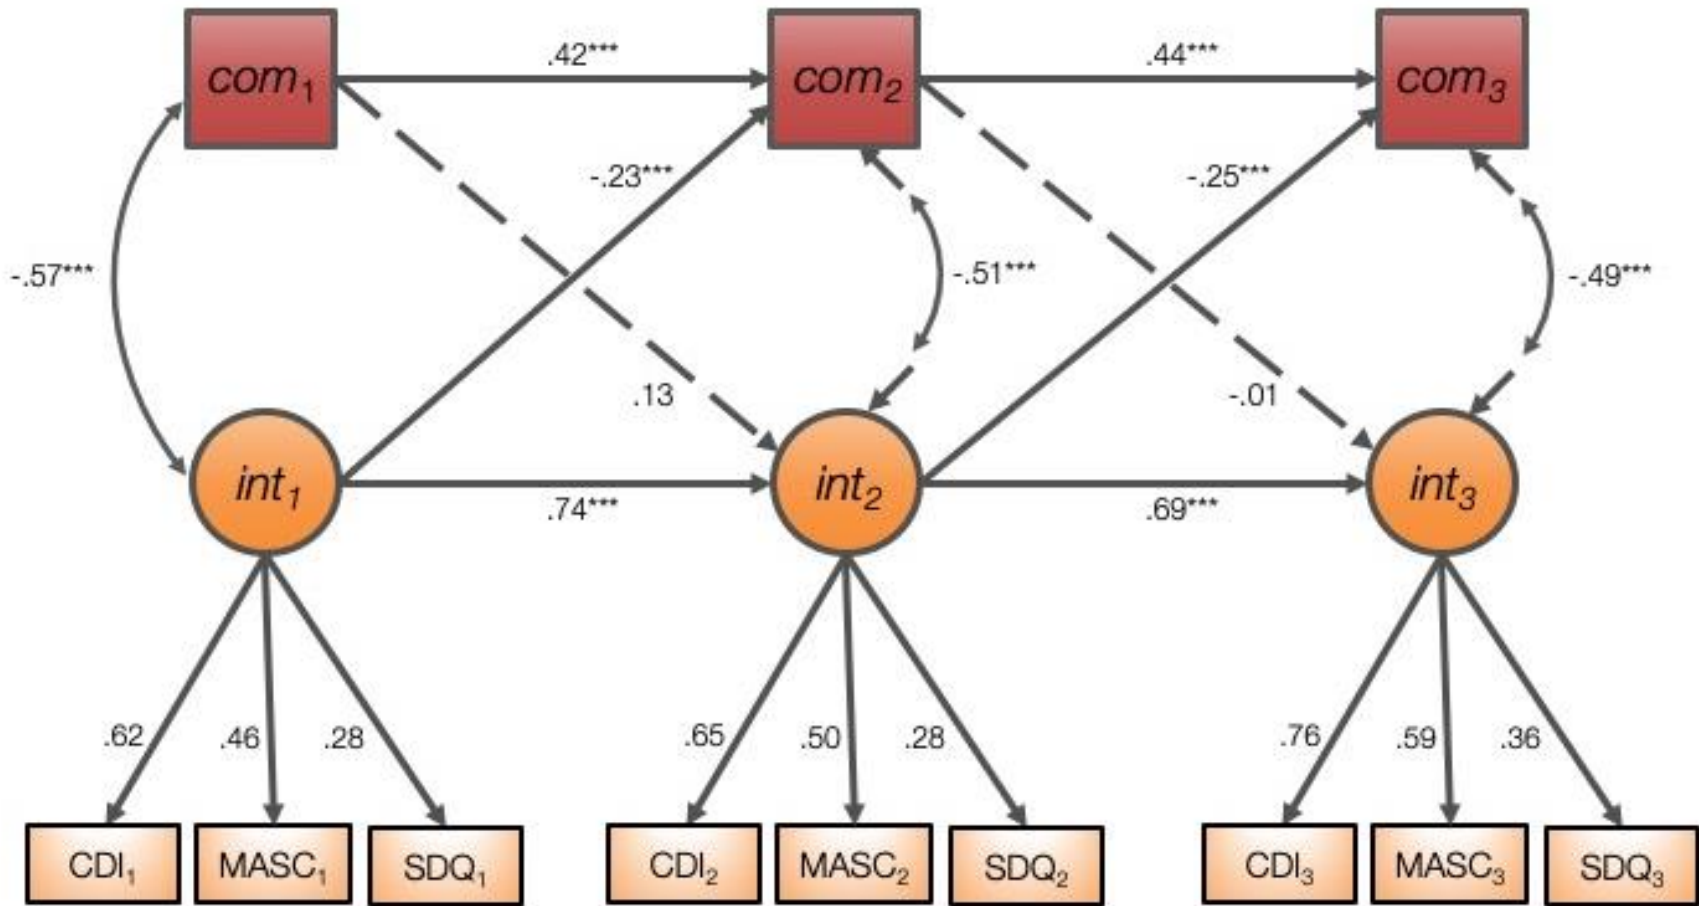 .42***
.44***
com1
com2
com3
-.23***
-.25***
-.57***
-.51***
-.49***
.13
-.01
int1
int2
int3
.74***
.69***
.62
.46
.28
.65
.50
.28
.76
.59
.36
CDI1
MASC1
SDQ1
CDI2
MASC2
SDQ2
CDI3
MASC3
SDQ3